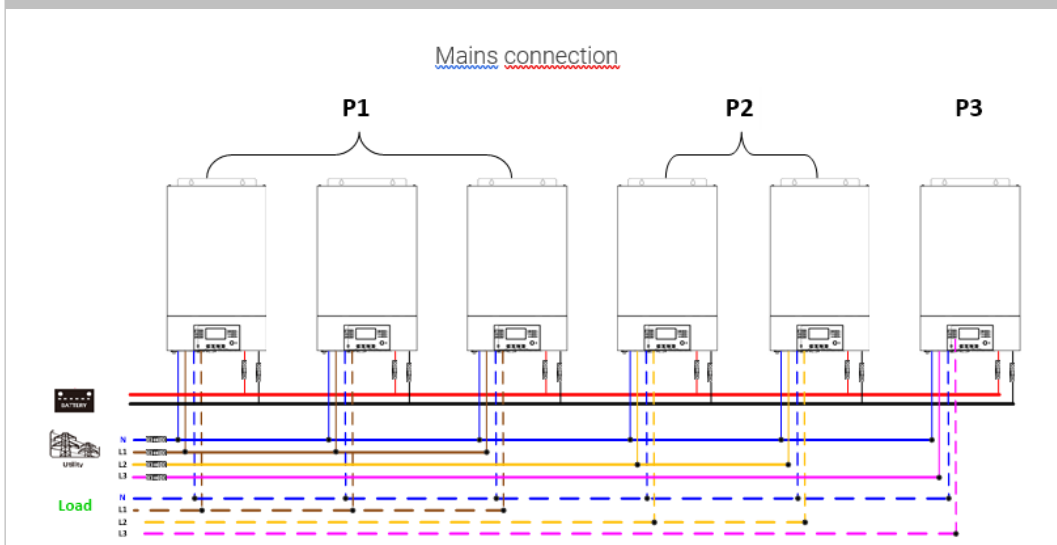 Mains connection
P1
P2
P3
BATTERY
N
L1
L2
L3
Utility
N
L1
L2
L3
Load